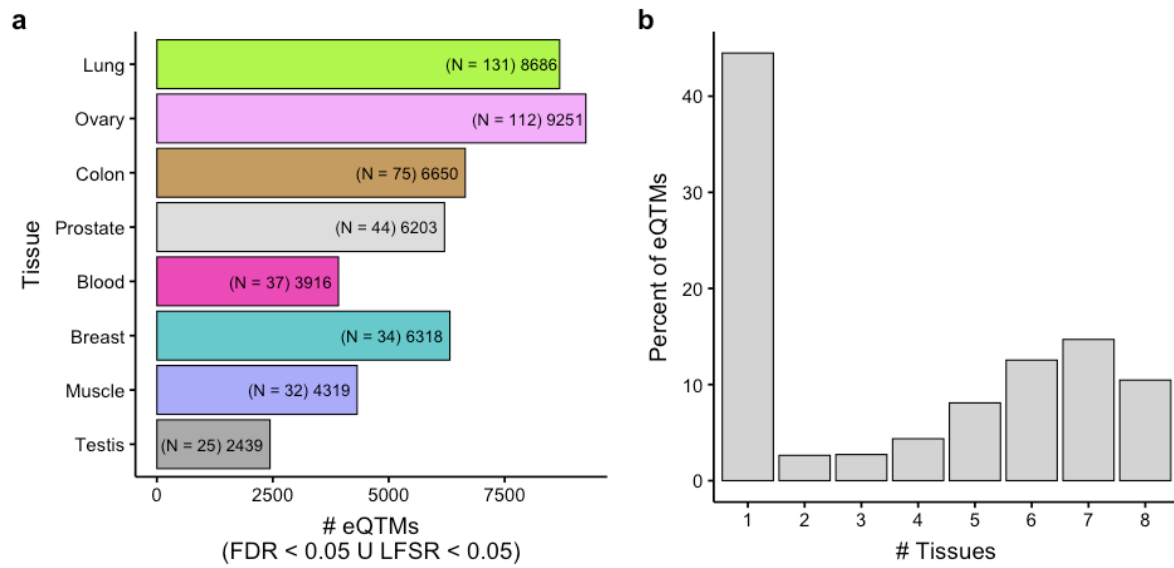 a
Tissue
Lung
(N = 131) 8686
Ovary
(N = 112) 9251
Colon
(N = 75) 6650
Prostate
(N = 44) 6203
Blood
(N = 37) 3916
Breast
(N = 34) 6318
Muscle
(N = 32) 4319
Testis
(N = 25) 2439
0 2500 5000 7500
# eQTMs
(FDR < 0.05 U LFSR < 0.05)
b
Percent of eQTMs
40
30
20
10
0
1 2 3 4 5 6 7 8
# Tissues